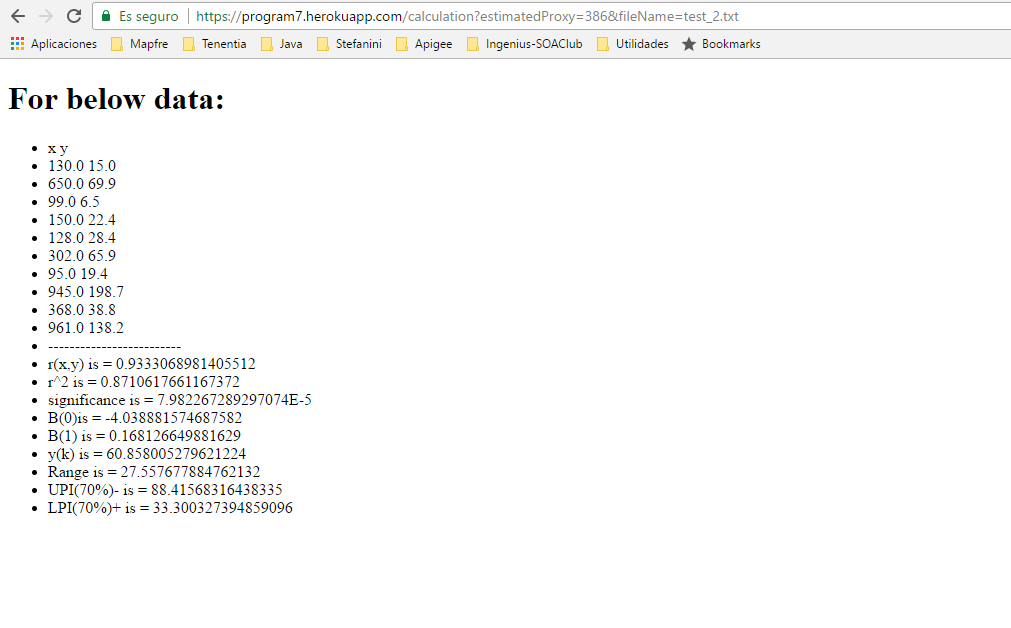 Es seguro https://program7.herokuapp.com/calculation?estimatedProxy=386&fileName=test_2.txt
Aplicaciones Mapfre Tenentia Java Stefanini Apigee Ingenius-SOAClub Utilidades Bookmarks
For below data:
x y
130.0 15.0
650.0 69.9
99.0 6.5
150.0 22.4
128.0 28.4
302.0 65.9
95.0 19.4
945.0 198.7
368.0 38.8
961.0 138.2
-------------------------
r(x,y) is = 0.9333068981405512
r^2 is = 0.8710617661167372
significance is = 7.982267289297074E-5
B(0)is = -4.038881574687582
B(1) is = 0.168126649881629
y(k) is = 60.858005279621224
Range is = 27.557677884762132
UPI(70%)- is = 88.41568316438335
LPI(70%)+ is = 33.300327394859096